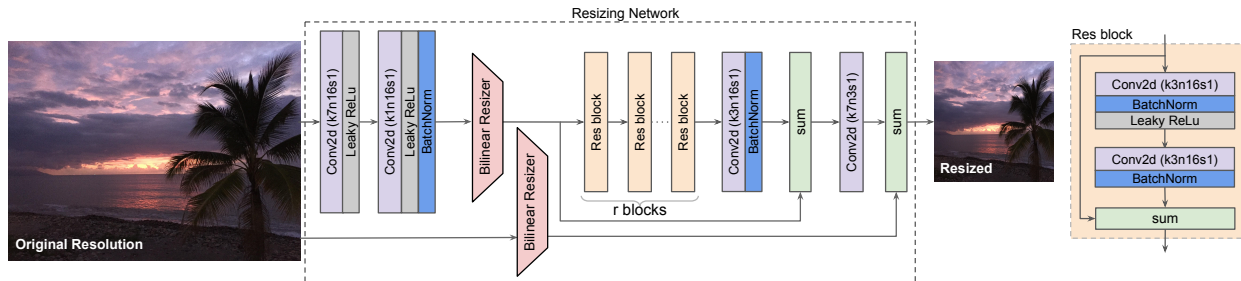 Resizing Network
Original Resolution
Conv2d (k7n16s1)
Leaky ReLu
Conv2d (k1n16s1)
Leaky ReLu
BatchNorm
Bilinear Resizer
Bilinear Resizer
Res block
Res block
Res block
r blocks
Conv2d (k3n16s1)
BatchNorm
sum
Conv2d (k7n3s1)
sum
Resized
Res block
Conv2d (k3n16s1)
BatchNorm
Leaky ReLu
Conv2d (k3n16s1)
BatchNorm
sum